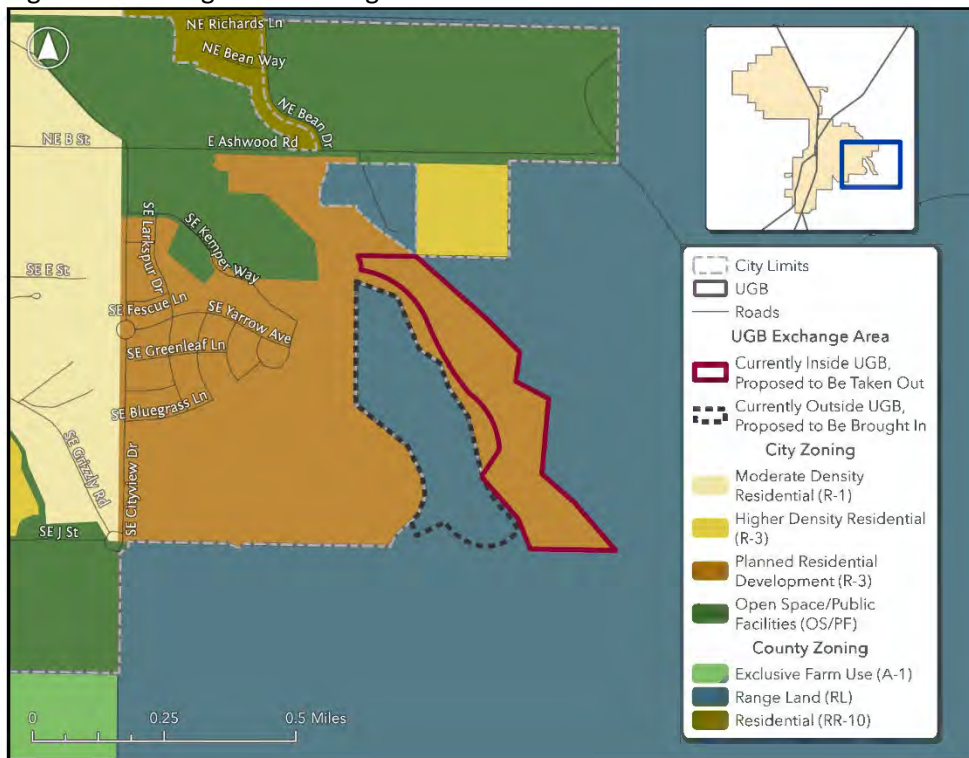 NE Richards Ln
NE Bean Way
NE Bean Dr
NE B St
E Ashwood Rd
SE Larkspur Dr
SE Kemper Way
SE E St
SE Fescue Ln
SE Yarrow Ave
SE Greenleaf Ln
SE Bluegrass Ln
SE Grizzly Rd
SE Cityview Dr
SE J St
0 0.25 0.5 Miles
City Limits
UGB
Roads
UGB Exchange Area
Currently Inside UGB,
Proposed to Be Taken Out
Currently Outside UGB,
Proposed to Be Brought In
City Zoning
Moderate Density
Residential (R-1)
Higher Density Residential
(R-3)
Planned Residential
Development (R-3)
Open Space/Public
Facilities (OS/PF)
County Zoning
Exclusive Farm Use (A-1)
Range Land (RL)
Residential (RR-10)